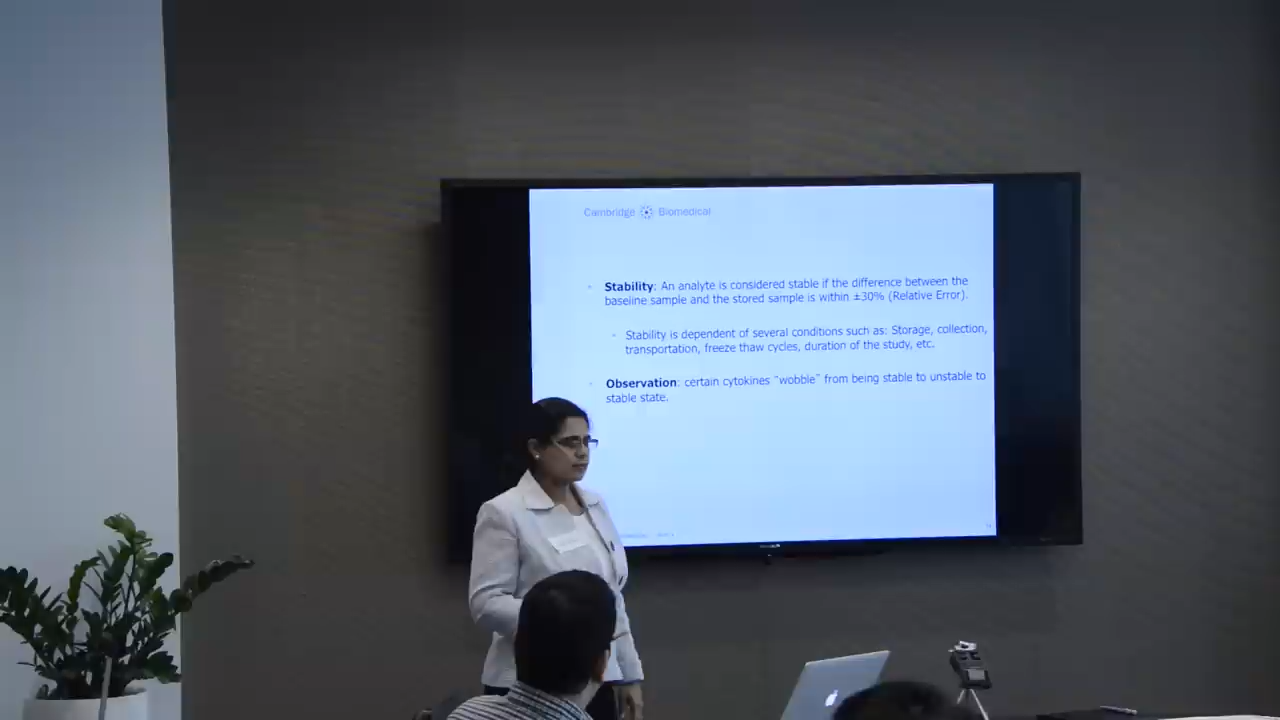 Cambridge Biomedical
Stability: An analyte is considered stable if the difference between the
baseline sample and the stored sample is within ±30% (Relative Error).
Stability is dependent of several conditions such as: Storage, collection,
transportation, freeze thaw cycles, duration of the study, etc.
Observation: certain cytokines "wobble" from being stable to unstable to
stable state.